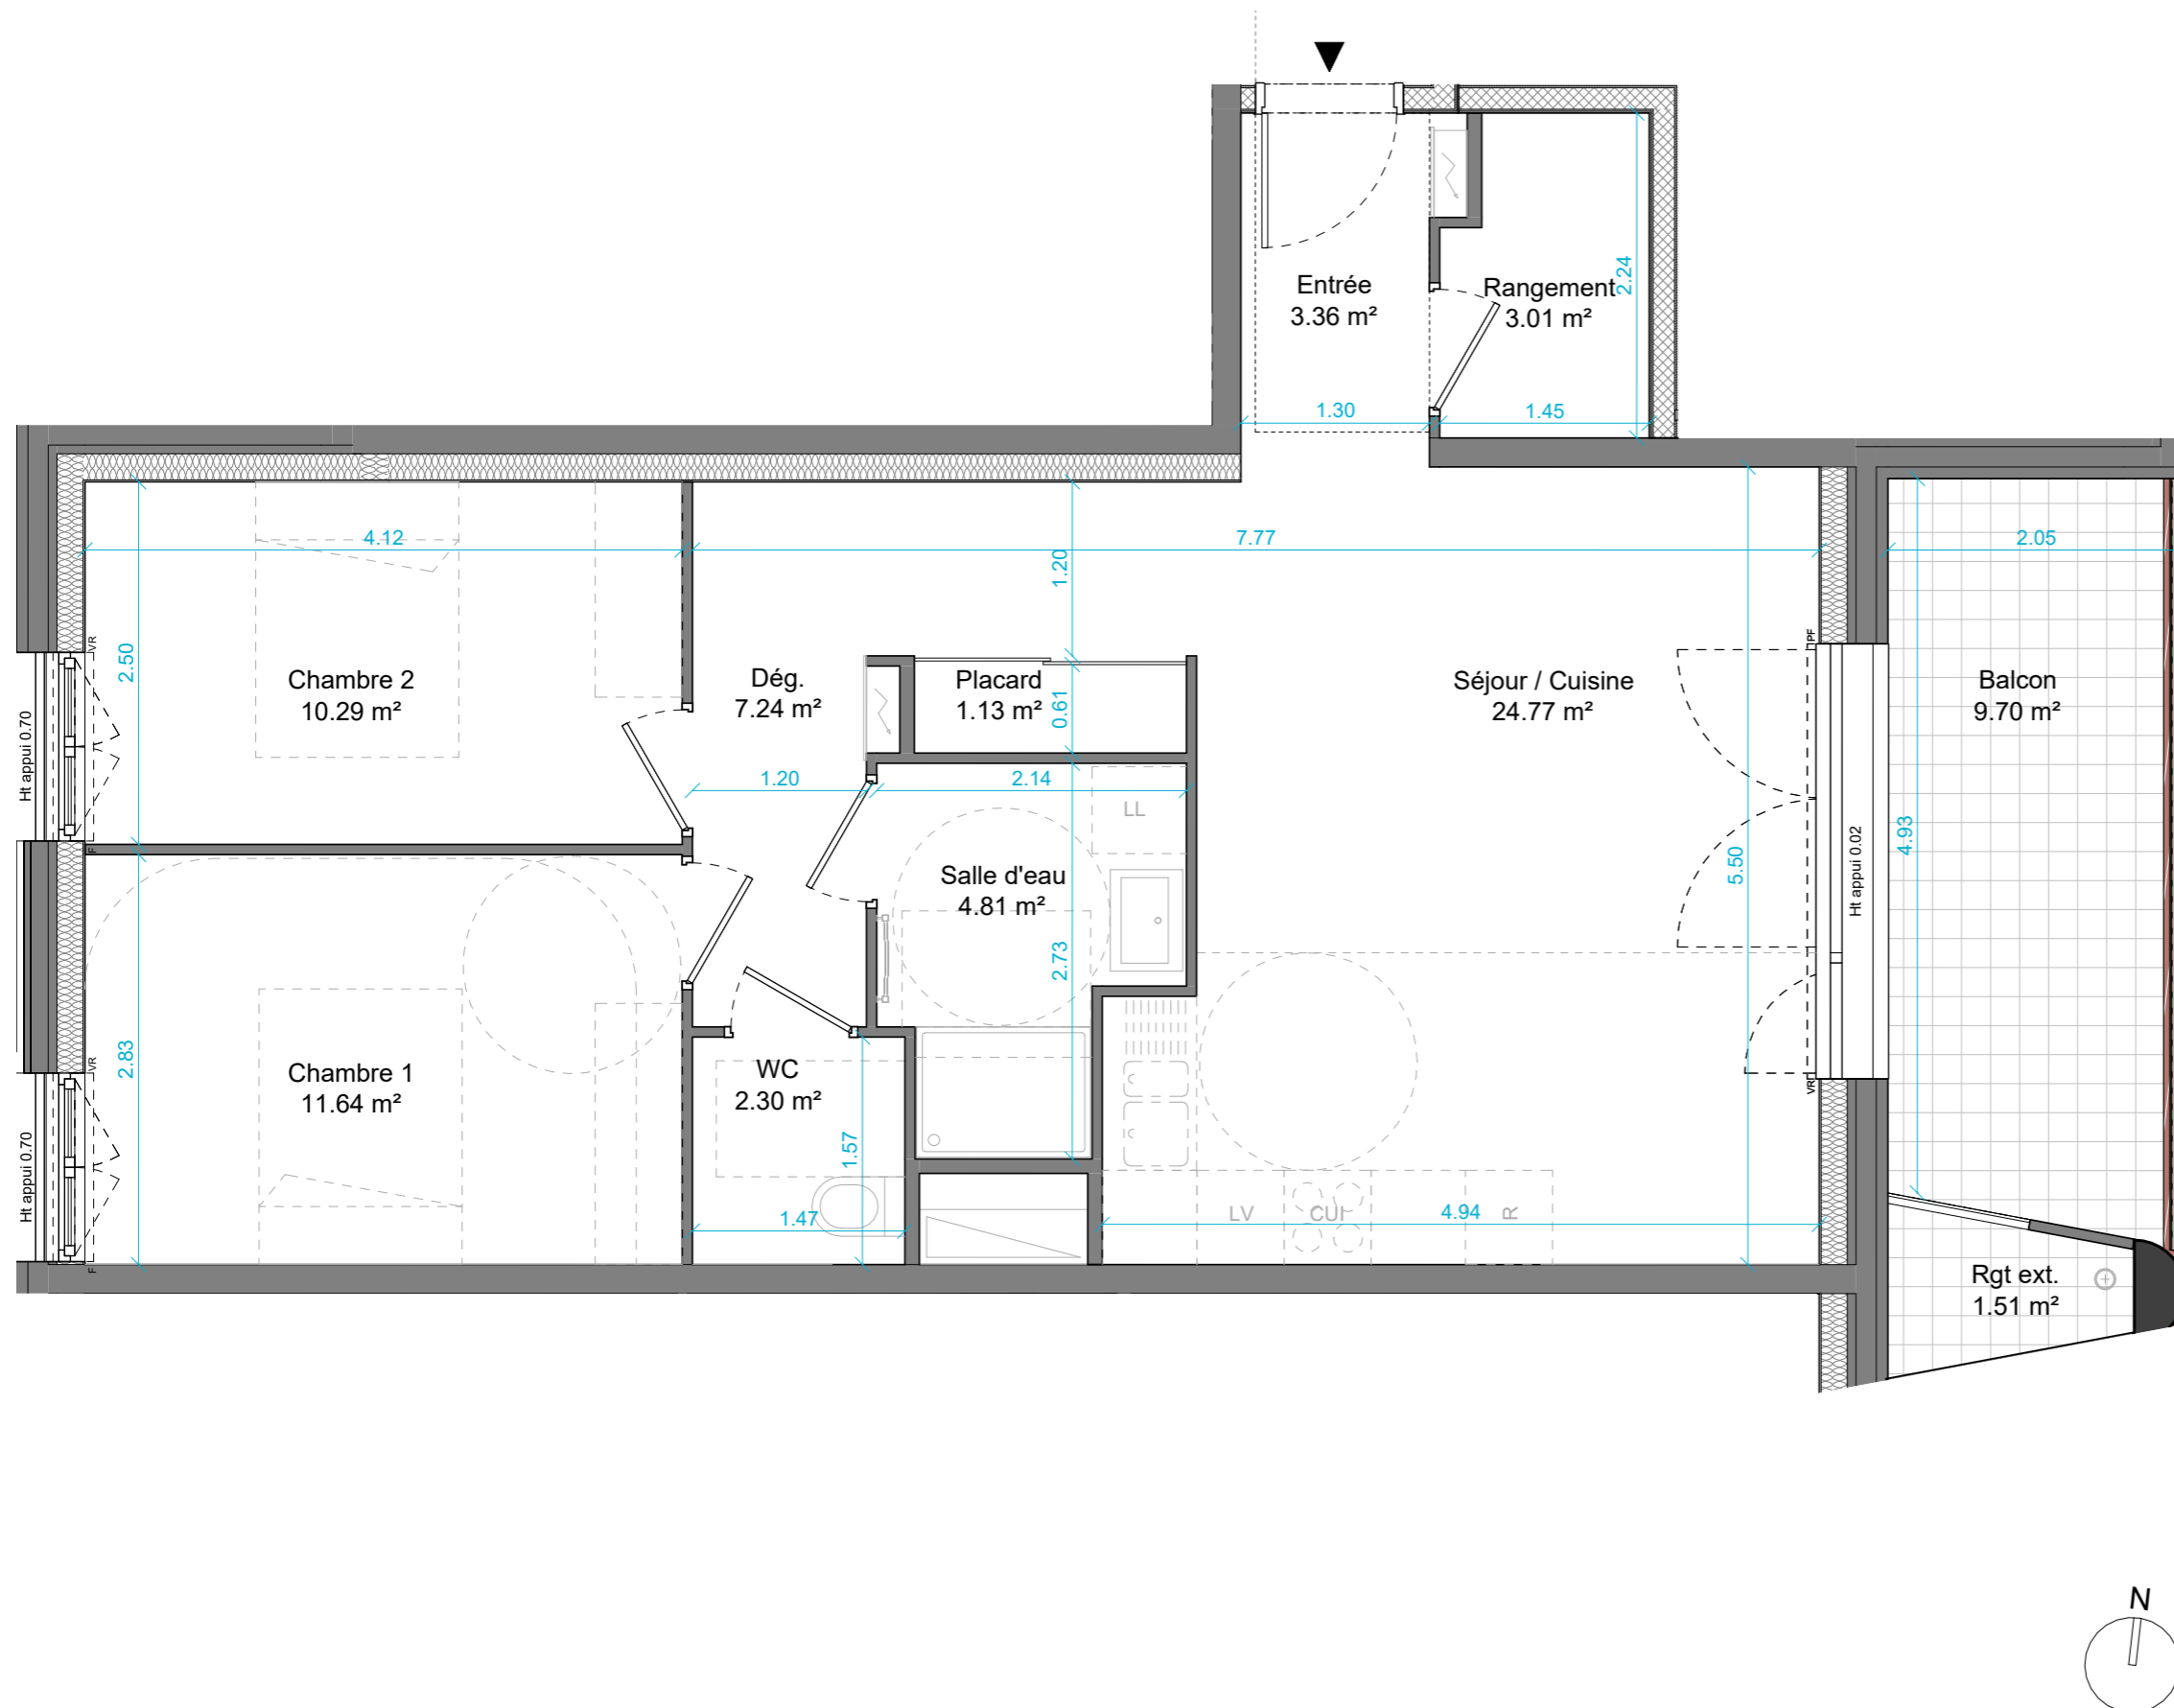 Entrée
3.36 m²
Rangement
3.01 m²
2.24
1.30
1.45
4.12
7.77
2.05
1.20
2.50
VR
Chambre 2
10.29 m²
Dég.
7.24 m²
Placard
1.13 m²
0.61
Séjour / Cuisine
24.77 m²
PF
Balcon
9.70 m²
Ht appui 0.70
F
1.20
2.14
LL
4.93
5.50
Ht appui 0.02
Salle d'eau
4.81 m²
2.73
2.83
VR
Chambre 1
11.64 m²
WC
2.30 m²
1.57
VR
Ht appui 0.70
F
1.47
LV
CUI
4.94
R
Rgt ext.
1.51 m²
N